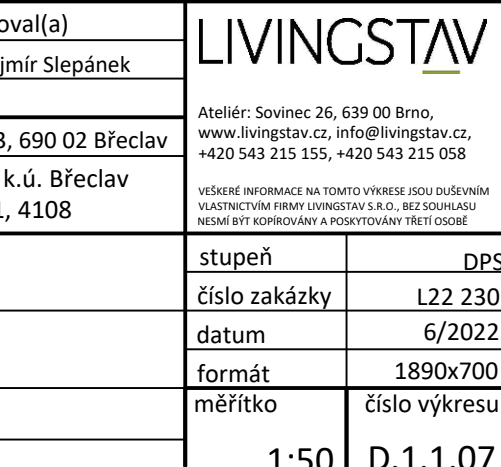 oval(a)
jmír Slepánek
3, 690 02 Břeclav
k.ú. Břeclav
1, 4108
LIVINGSTAV
Ateliér: Sovinec 26, 639 00 Brno,
www.livingstav.cz, info@livingstav.cz,
+420 543 215 155, +420 543 215 058
VEŠKERÉ INFORMACE NA TOMTO VÝKRESE JSOU DUŠEVNÍM
VLASTNICTVÍM FIRMY LIVINGSTAV S.R.O., BEZ SOUHLASU
NESMÍ BÝT KOPÍROVÁNY A POSKYTOVÁNY TŘETÍ OSOBĚ
stupeň DPS
číslo zakázky L22 230
datum 6/2022
formát 1890x700
měřítko číslo výkresu
1:50 D.1.1.07